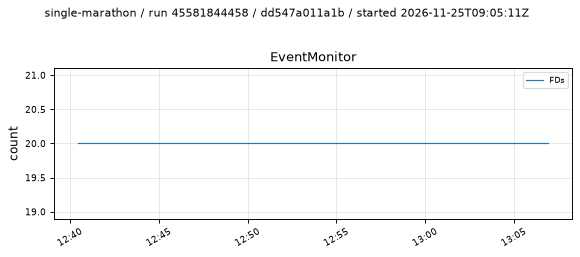 single-marathon / run 45581844458 / dd547a011a1b / started 2026-11-25T09:05:11Z
EventMonitor
FDs
count
21.0
20.5
20.0
19.5
19.0
12:40 12:45 12:50 12:55 13:00 13:05